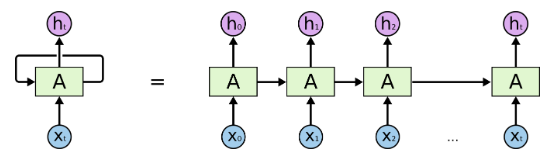 hₜ h₀ h₁ h₂ hₜ
A = A A A A
xₜ x₀ x₁ x₂ ... xₜ